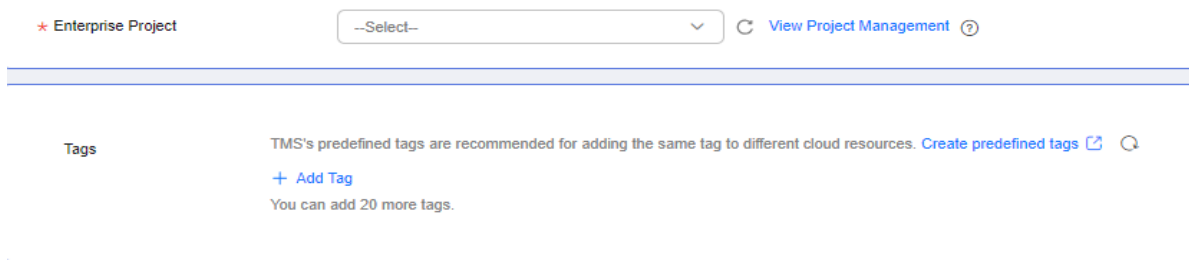 * Enterprise Project --Select-- View Project Management ?
Tags TMS's predefined tags are recommended for adding the same tag to different cloud resources. Create predefined tags
+ Add Tag
You can add 20 more tags.